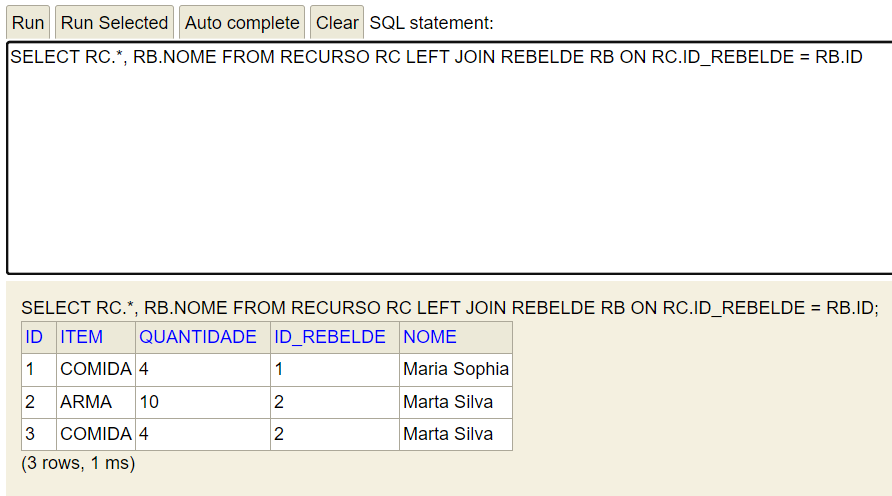 Run Run Selected Auto complete Clear SQL statement:
SELECT RC.*, RB.NOME FROM RECURSO RC LEFT JOIN REBELDE RB ON RC.ID_REBELDE = RB.ID
SELECT RC.*, RB.NOME FROM RECURSO RC LEFT JOIN REBELDE RB ON RC.ID_REBELDE = RB.ID;
ID ITEM QUANTIDADE ID_REBELDE NOME
1 COMIDA 4 1 Maria Sophia
2 ARMA 10 2 Marta Silva
3 COMIDA 4 2 Marta Silva
(3 rows, 1 ms)